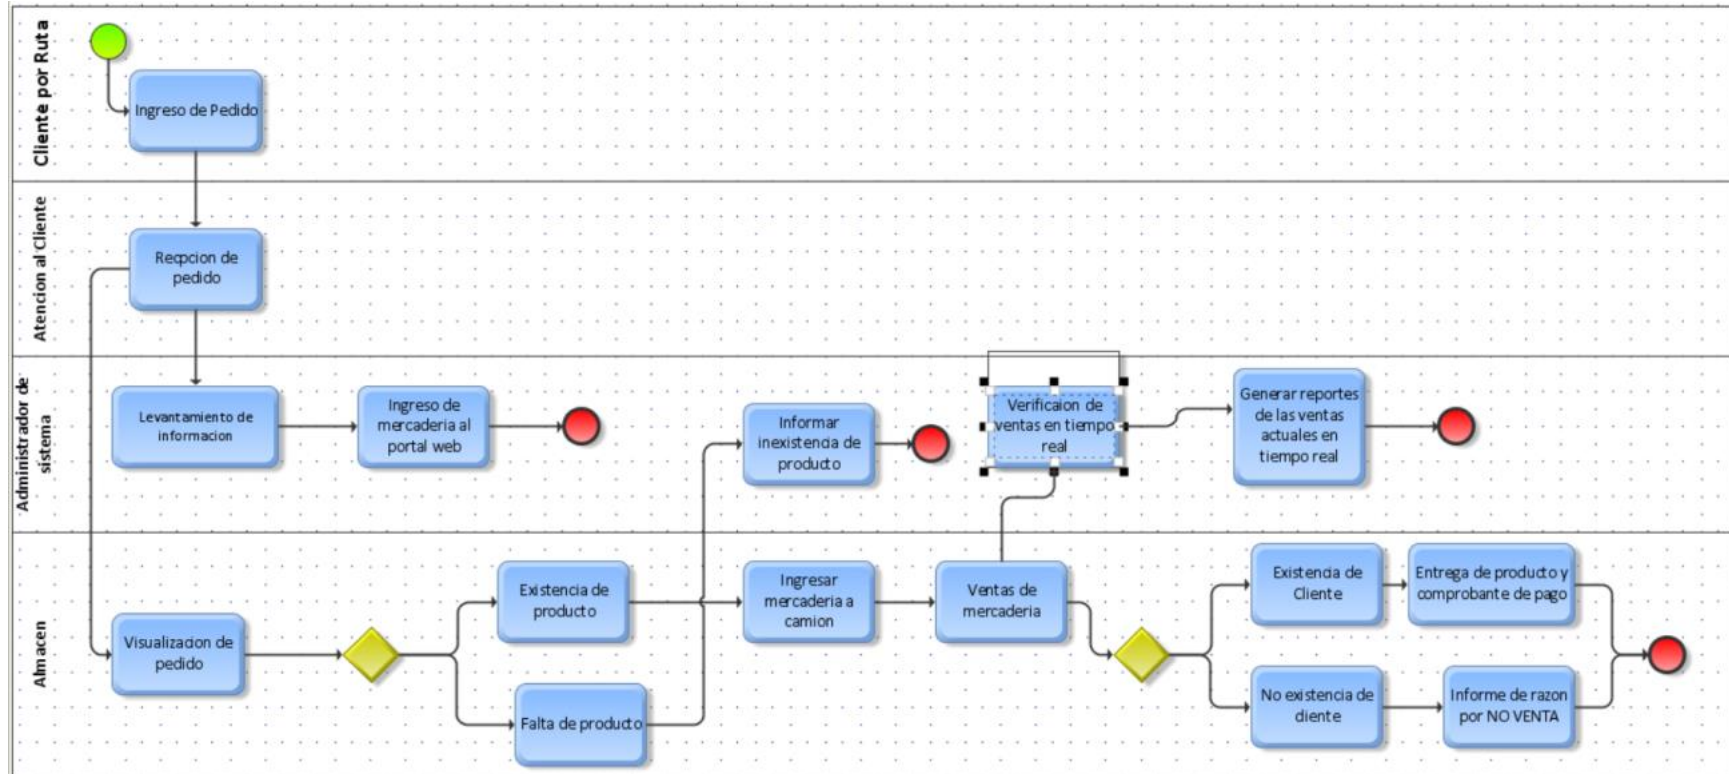 Cliente por Ruta
Ingreso de Pedido
Atencion al Cliente
Reqpcion de
pedido
Administrador de
sistema
Levantamiento de
informacion
Ingreso de
mercaderia al
portal web
Informar
inexistencia de
producto
Verificaion de
ventas en tiempo
real
Generar reportes
de las ventas
actuales en
tiempo real
Almacen
Visualizacion de
pedido
Existencia de
producto
Falta de producto
Ingresar
mercaderia a
camion
Ventas de
mercaderia
Existencia de
Cliente
Entrega de producto y
comprobante de pago
No existencia de
cliente
Informe de razon
por NO VENTA